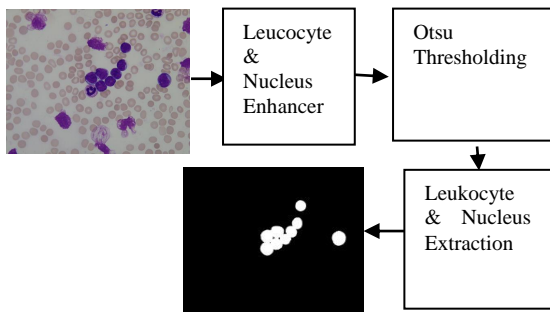 Leucocyte
&
Nucleus
Enhancer
Otsu
Thresholding
Leukocyte
& Nucleus
Extraction